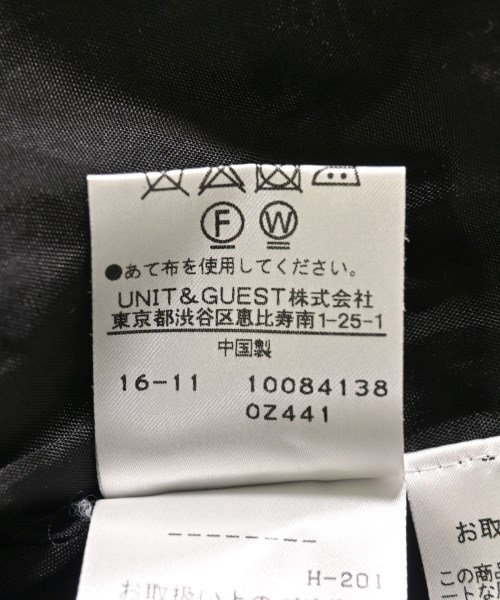 F W
●あて布を使用してください。
UNIT&GUEST株式会社
東京都渋谷区恵比寿南1-25-1
中国製
16-11 10084138
0Z441
H-201
お取
この商品